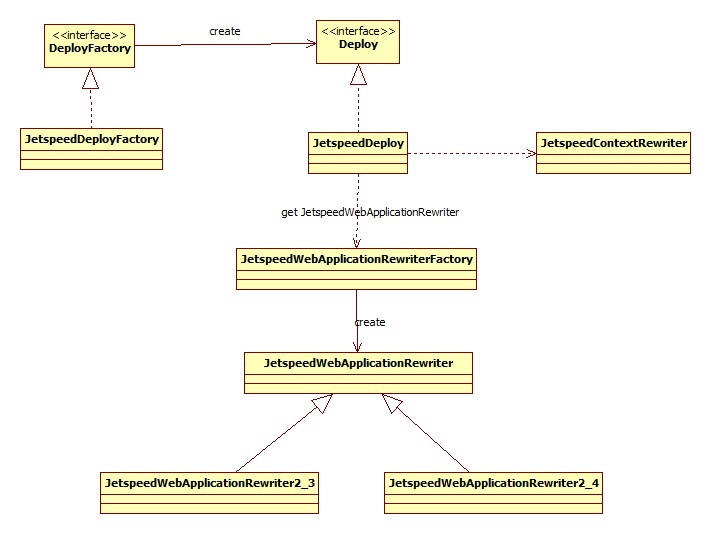 <<interface>>
DeployFactory
create
<<interface>>
Deploy
JetspeedDeployFactory
JetspeedDeploy
JetspeedContextRewriter
get JetspeedWebApplicationRewriter
JetspeedWebApplicationRewriterFactory
create
JetspeedWebApplicationRewriter
JetspeedWebApplicationRewriter2_3
JetspeedWebApplicationRewriter2_4